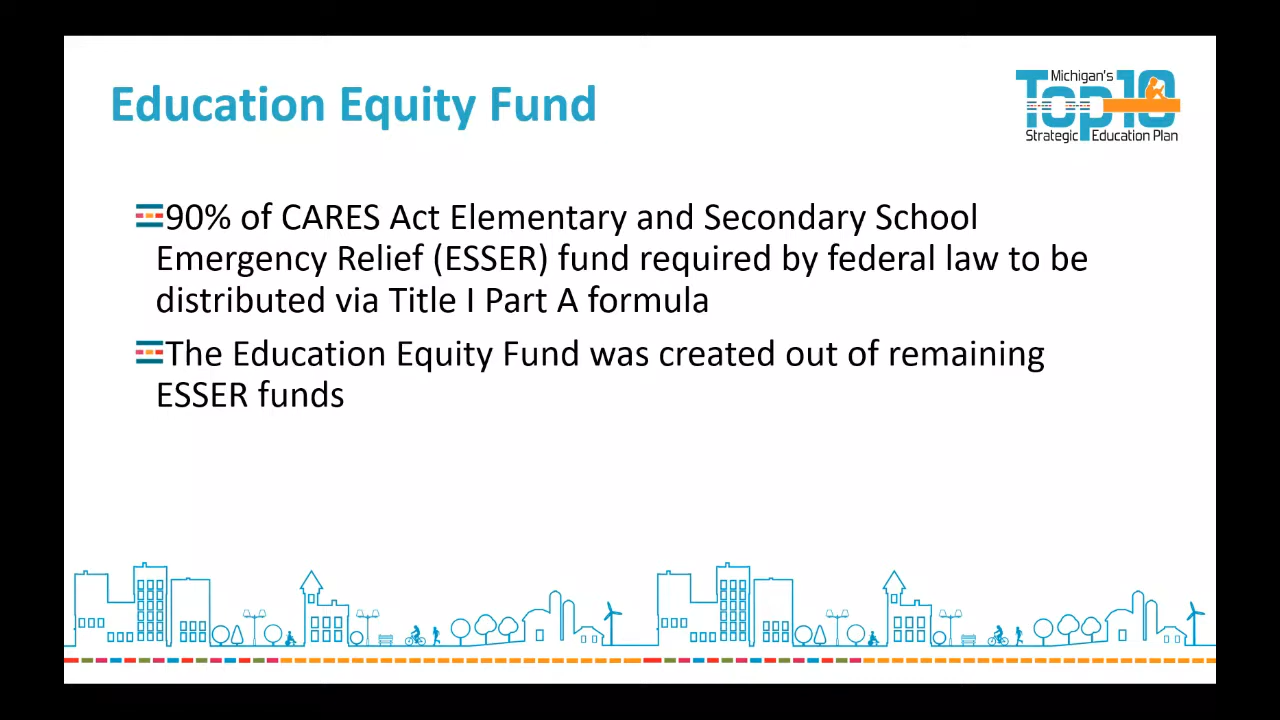 Education Equity Fund
Michigan's
Top10
Strategic Education Plan
90% of CARES Act Elementary and Secondary School
Emergency Relief (ESSER) fund required by federal law to be
distributed via Title I Part A formula
The Education Equity Fund was created out of remaining
ESSER funds